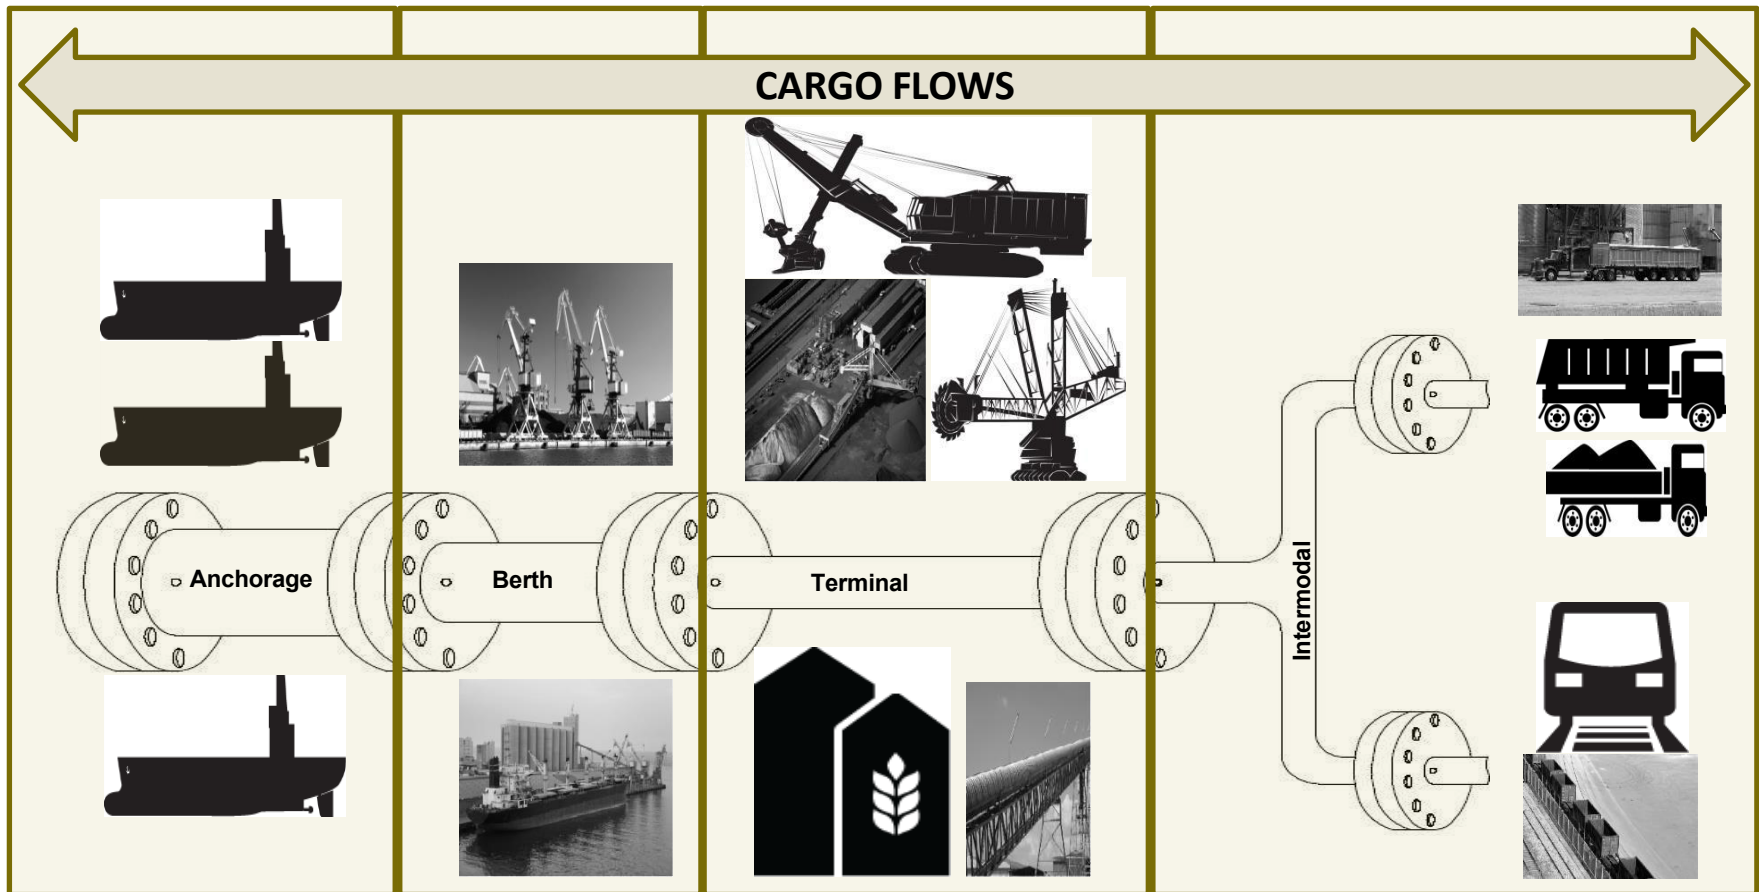 CARGO FLOWS
Anchorage
Berth
Terminal
Intermodal